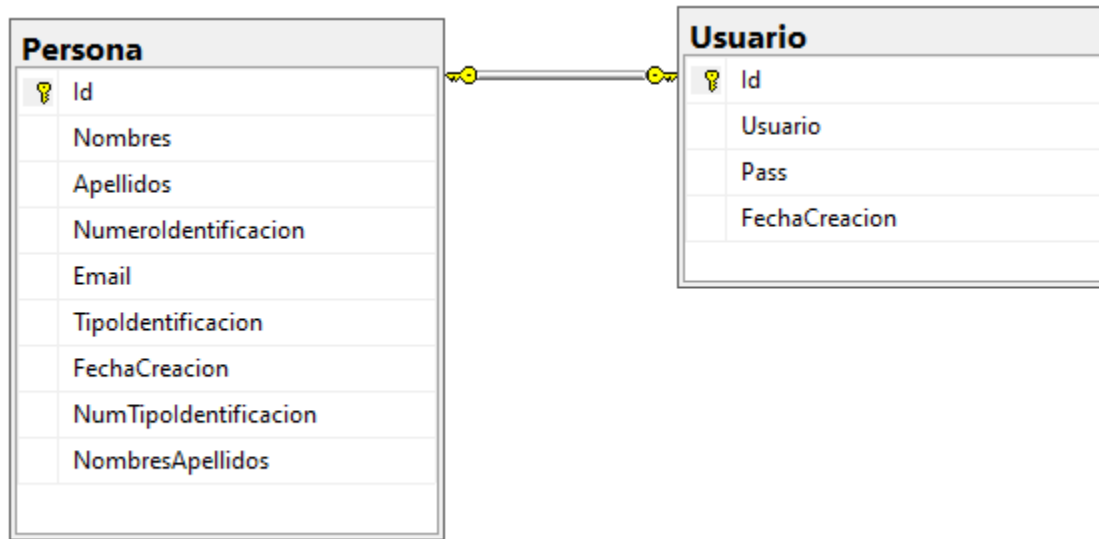 Persona
Id
Nombres
Apellidos
NumeroIdentificacion
Email
TipoIdentificacion
FechaCreacion
NumTipoIdentificacion
NombresApellidos
Usuario
Id
Usuario
Pass
FechaCreacion